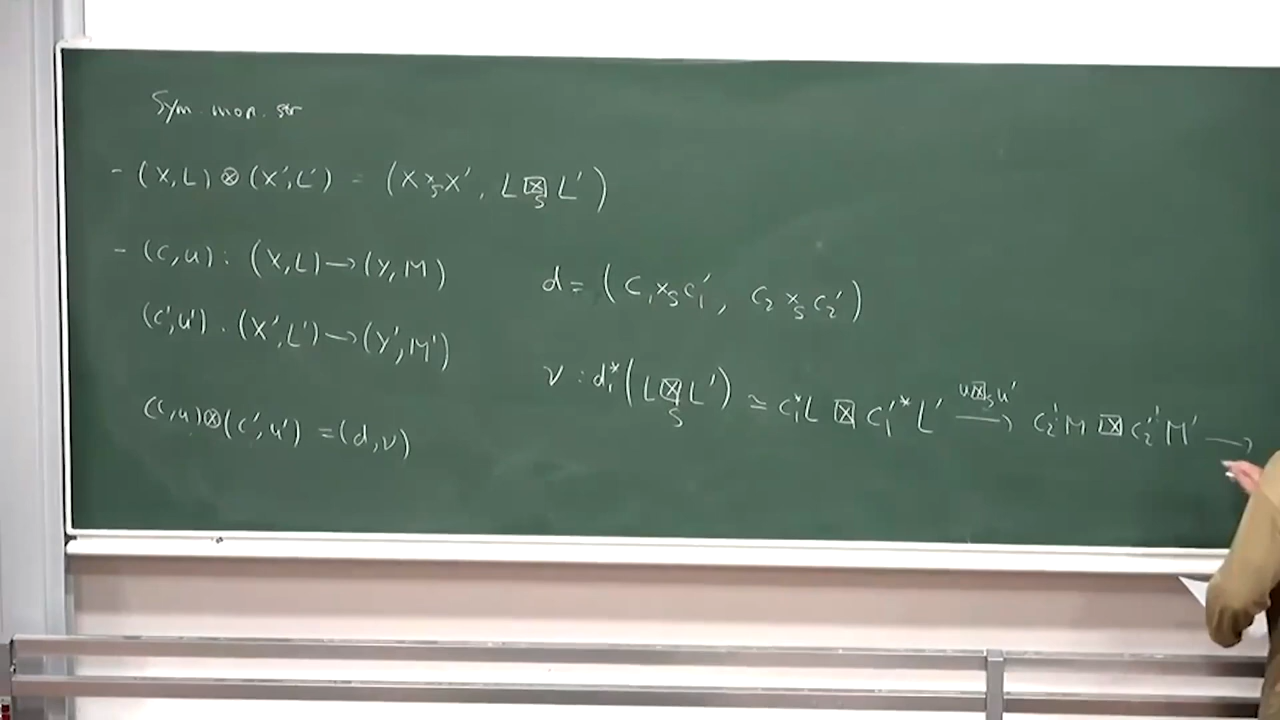 Sym. mon. str
- (X,L) ⊗ (X',L') = (X ×_S X', L ⊠_S L')
- (c,u) : (X,L) → (Y,M)
(c',u') . (X',L') → (Y',M')
(c,u)⊗(c',u') = (d,v)
d = (c_1 ×_S c_1', c_2 ×_S c_2')
v : d_1^*(L ⊠_S L') ≃ c_1^*L ⊠ c_1'^*L' →^{u⊠_S u'} c_2^!M ⊠ c_2'^!M' →